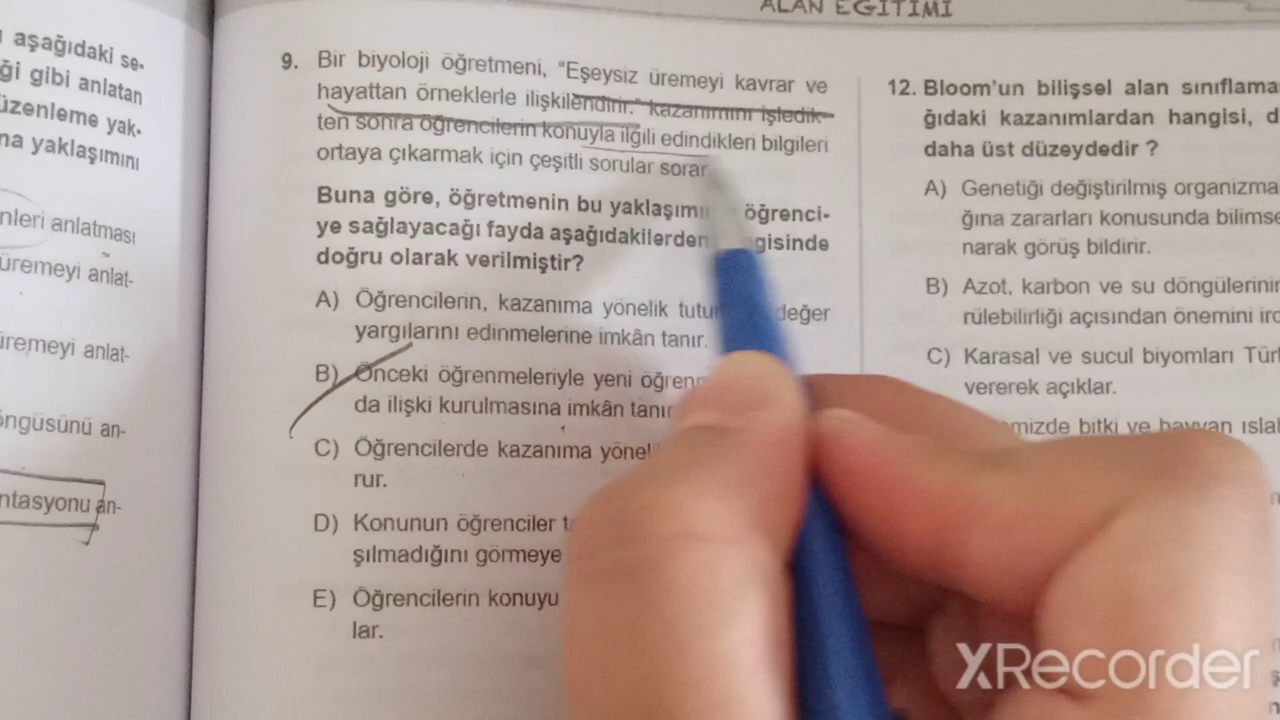 ALAN EĞİTİMİ
aşağıdaki se-
ği gibi anlatan
üzenleme yak-
na yaklaşımını
nleri anlatması
üremeyi anlat-
üremeyi anlat-
öngüsünü an-
ntasyonu an-
9. Bir biyoloji öğretmeni, “Eşeysiz üremeyi kavrar ve
hayattan örneklerle ilişkilendirir.” kazanımını işledik-
ten sonra öğrencilerin konuyla ilgili edindikleri bilgileri
ortaya çıkarmak için çeşitli sorular sorar
Buna göre, öğretmenin bu yaklaşımı öğrenci-
ye sağlayacağı fayda aşağıdakilerden gisinde
doğru olarak verilmiştir?
A) Öğrencilerin, kazanıma yönelik tutu değer
yargılarını edinmelerine imkân tanır.
B) Önceki öğrenmeleriyle yeni öğren
da ilişki kurulmasına imkân tanır
C) Öğrencilerde kazanıma yönel
rur.
D) Konunun öğrenciler t
şılmadığını görmeye
E) Öğrencilerin konuyu
lar.
12. Bloom’un bilişsel alan sınıflama
ğıdaki kazanımlardan hangisi, d
daha üst düzeydedir ?
A) Genetiği değiştirilmiş organizma
ğına zararları konusunda bilimse
narak görüş bildirir.
B) Azot, karbon ve su döngülerinin
rülebilirliği açısından önemini ird
C) Karasal ve sucul biyomları Tür
vererek açıklar.
mizde bitki ve hayvan ısla
XRecorder